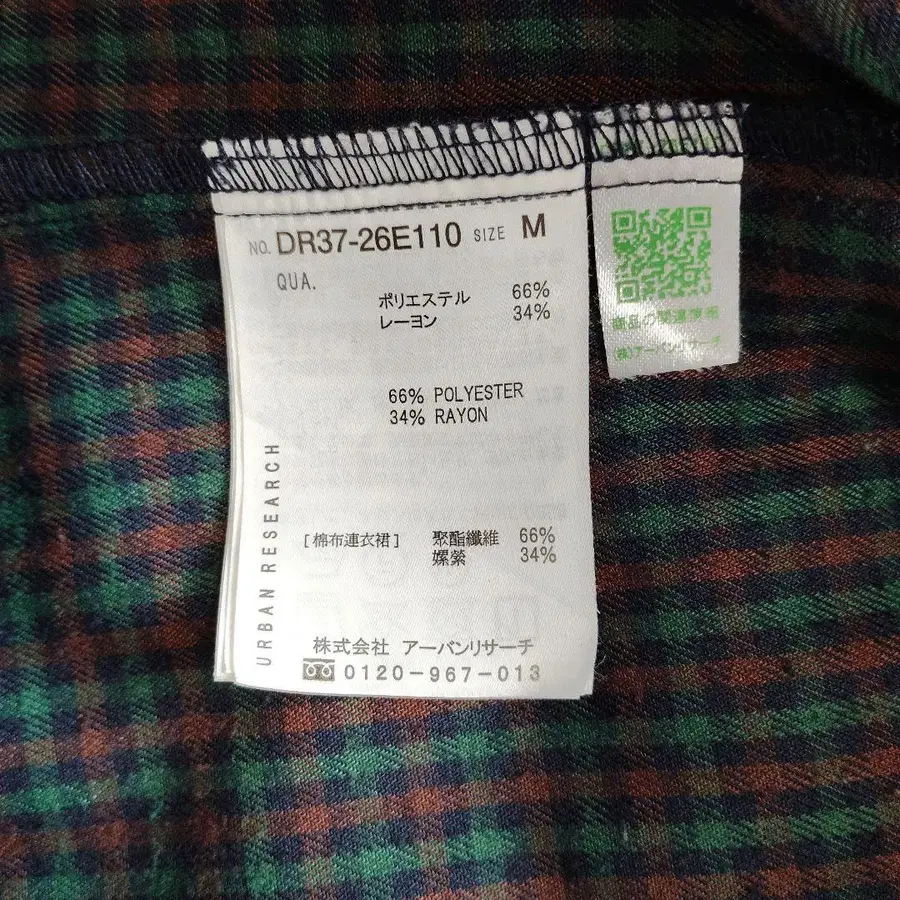 NO. DR37-26E110 SIZE M
QUA.
ポリエステル 66%
レーヨン 34%
66% POLYESTER
34% RAYON
URBAN RESEARCH
[棉布連衣裙] 聚酯纖維 66%
嫘縈 34%
株式会社 アーバンリサーチ
0120-967-013
商品の関連情報
(株)アーバンリサーチ